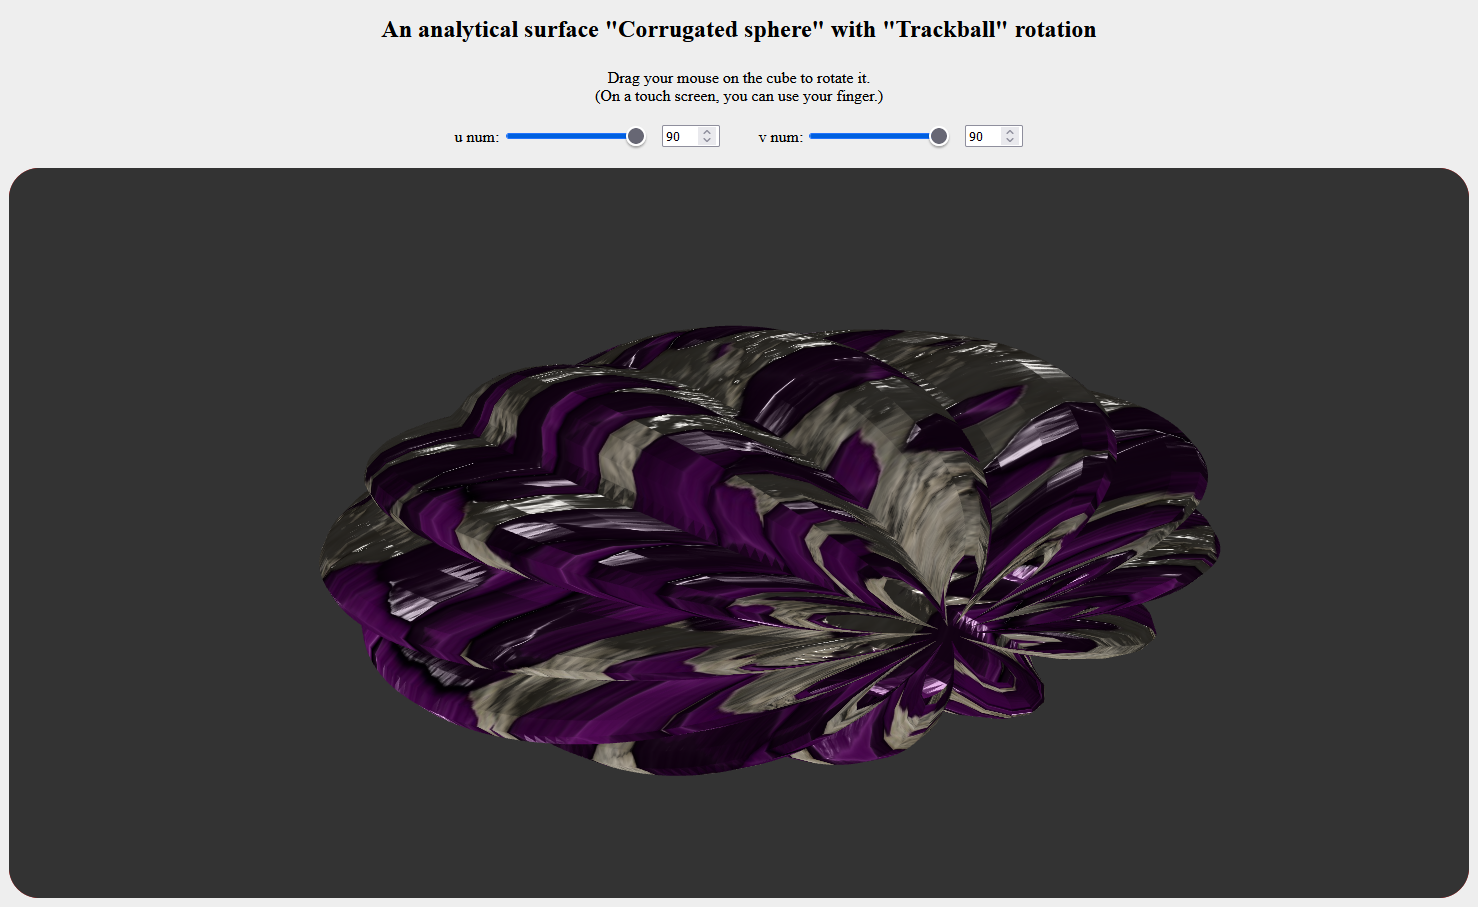 An analytical surface "Corrugated sphere" with "Trackball" rotation
Drag your mouse on the cube to rotate it.
(On a touch screen, you can use your finger.)
u num: 90 v num: 90